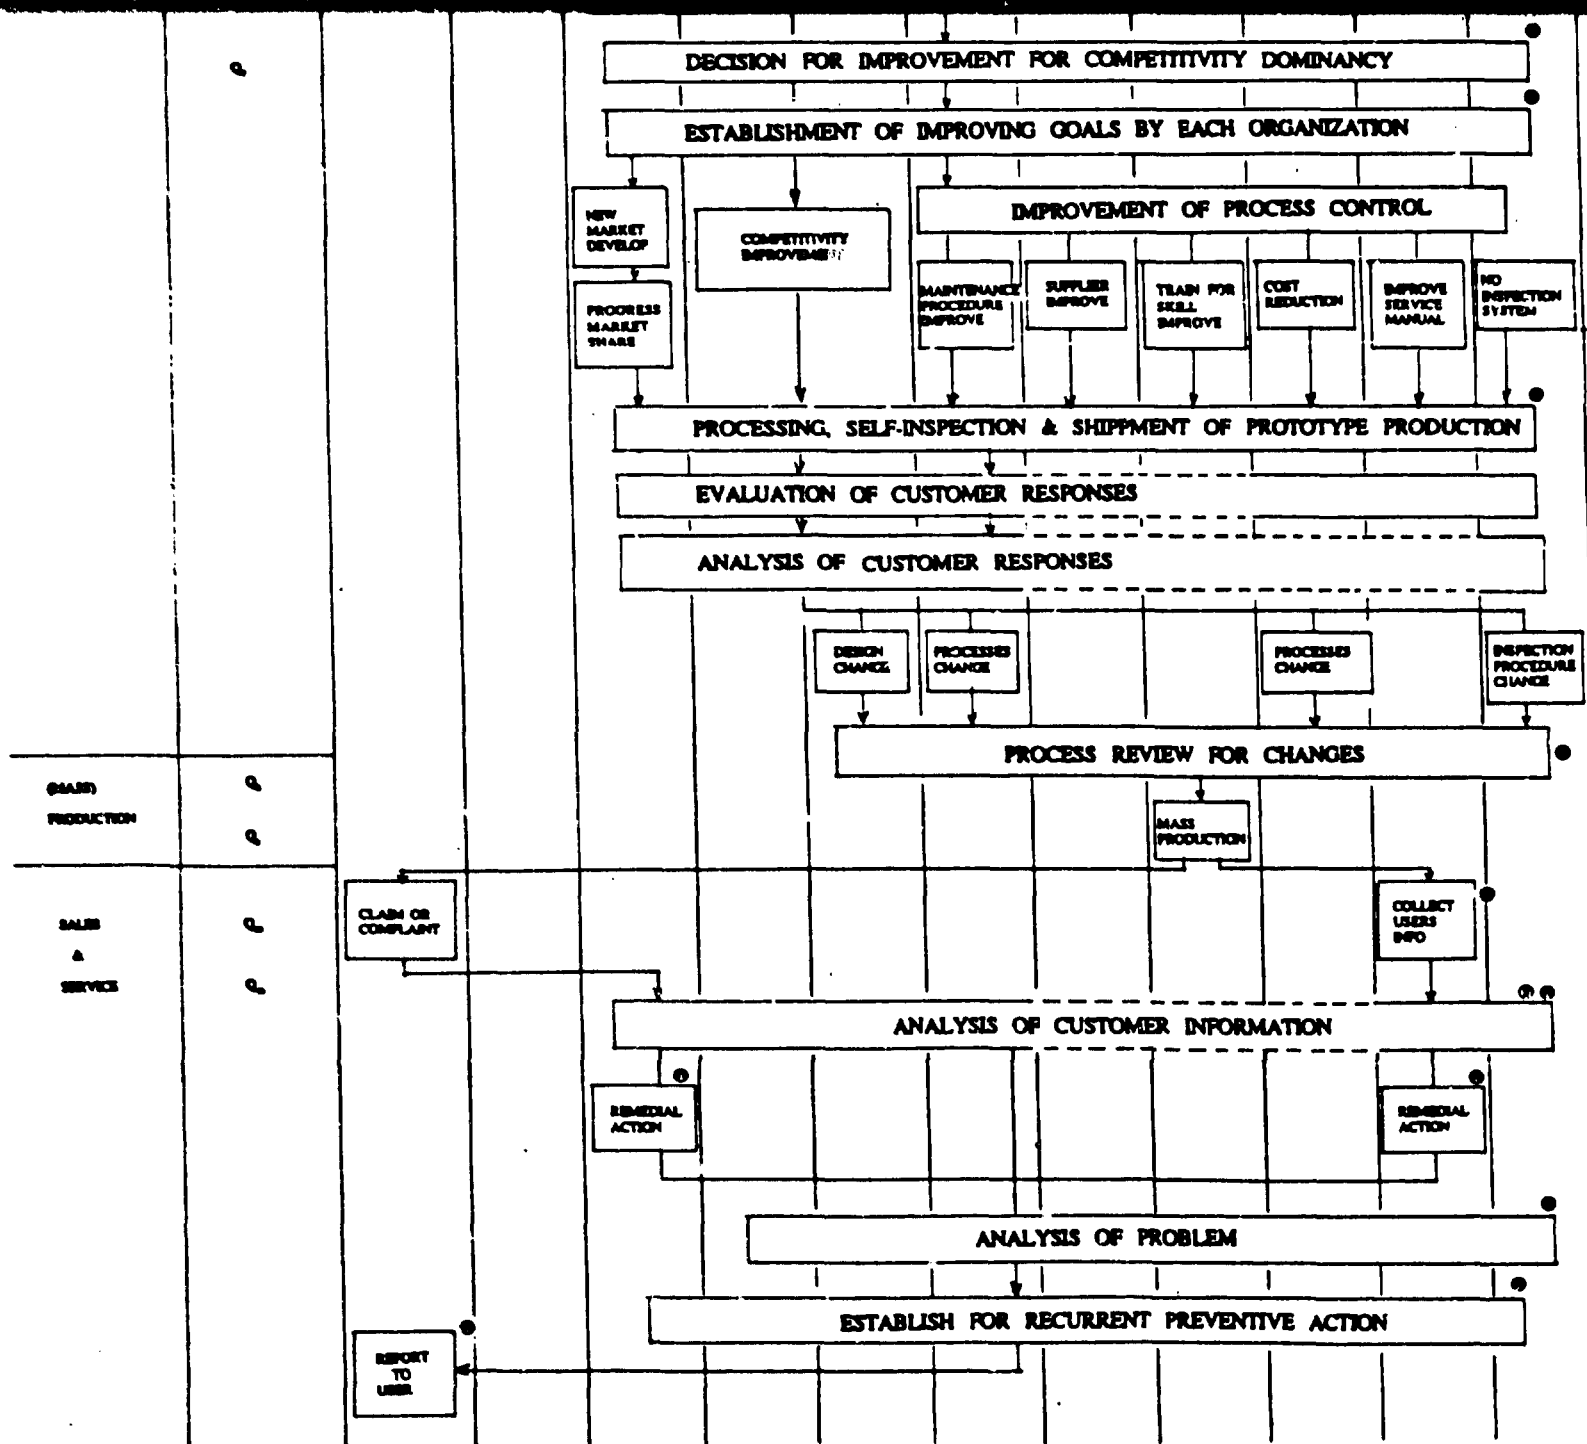 DECISION FOR IMPROVEMENT FOR COMPETITIVITY DOMINANCY
ESTABLISHMENT OF IMPROVING GOALS BY EACH ORGANIZATION
NEW
MARKET
DEVELOP
COMPETITIVITY
IMPROVEMENT
IMPROVEMENT OF PROCESS CONTROL
PROGRESS
MARKET
SHARE
MAINTENANCE
PROCEDURE
IMPROVE
SUPPLIER
IMPROVE
TRAIN FOR
SKILL
IMPROVE
COST
REDUCTION
IMPROVE
SERVICE
MANUAL
NO
INSPECTION
SYSTEM
PROCESSING, SELF-INSPECTION & SHIPPMENT OF PROTOTYPE PRODUCTION
EVALUATION OF CUSTOMER RESPONSES
ANALYSIS OF CUSTOMER RESPONSES
DESIGN
CHANGE
PROCESSES
CHANGE
PROCESSES
CHANGE
INSPECTION
PROCEDURE
CHANGE
PROCESS REVIEW FOR CHANGES
(MASS)
PRODUCTION
MASS
PRODUCTION
SALES
&
SERVICE
CLAIM OR
COMPLAINT
COLLECT
USERS
INFO
ANALYSIS OF CUSTOMER INFORMATION
REMEDIAL
ACTION
REMEDIAL
ACTION
ANALYSIS OF PROBLEM
ESTABLISH FOR RECURRENT PREVENTIVE ACTION
REPORT
TO
USER